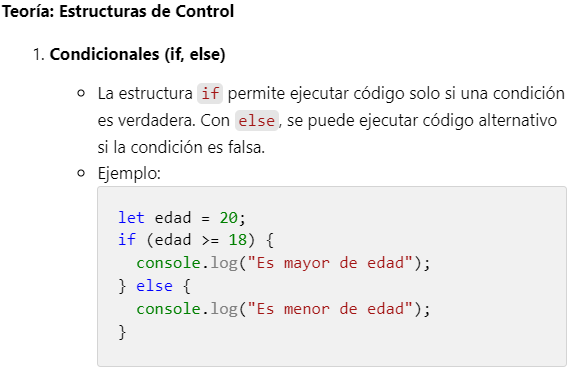 Teoría: Estructuras de Control
1. Condicionales (if, else)
○ La estructura if permite ejecutar código solo si una condición
es verdadera. Con else, se puede ejecutar código alternativo
si la condición es falsa.
○ Ejemplo:
let edad = 20;
if (edad >= 18) {
  console.log("Es mayor de edad");
} else {
  console.log("Es menor de edad");
}